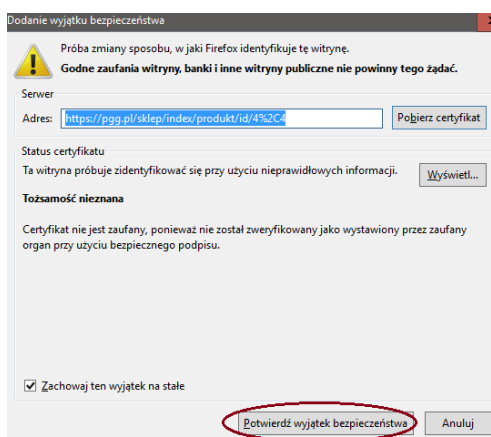 Dodanie wyjątku bezpieczeństwa
Próba zmiany sposobu, w jaki Firefox identyfikuje tę witrynę.
Godne zaufania witryny, banki i inne witryny publiczne nie powinny tego żądać.
Serwer
Adres: https://pgg.pl/sklep/index/produkt/id/4%2C4 Pobierz certyfikat
Status certyfikatu
Ta witryna próbuje zidentyfikować się przy użyciu nieprawidłowych informacji. Wyświetl...
Tożsamość nieznana
Certyfikat nie jest zaufany, ponieważ nie został zweryfikowany jako wystawiony przez zaufany
organ przy użyciu bezpiecznego podpisu.
Zachowaj ten wyjątek na stałe
Potwierdź wyjątek bezpieczeństwa Anuluj